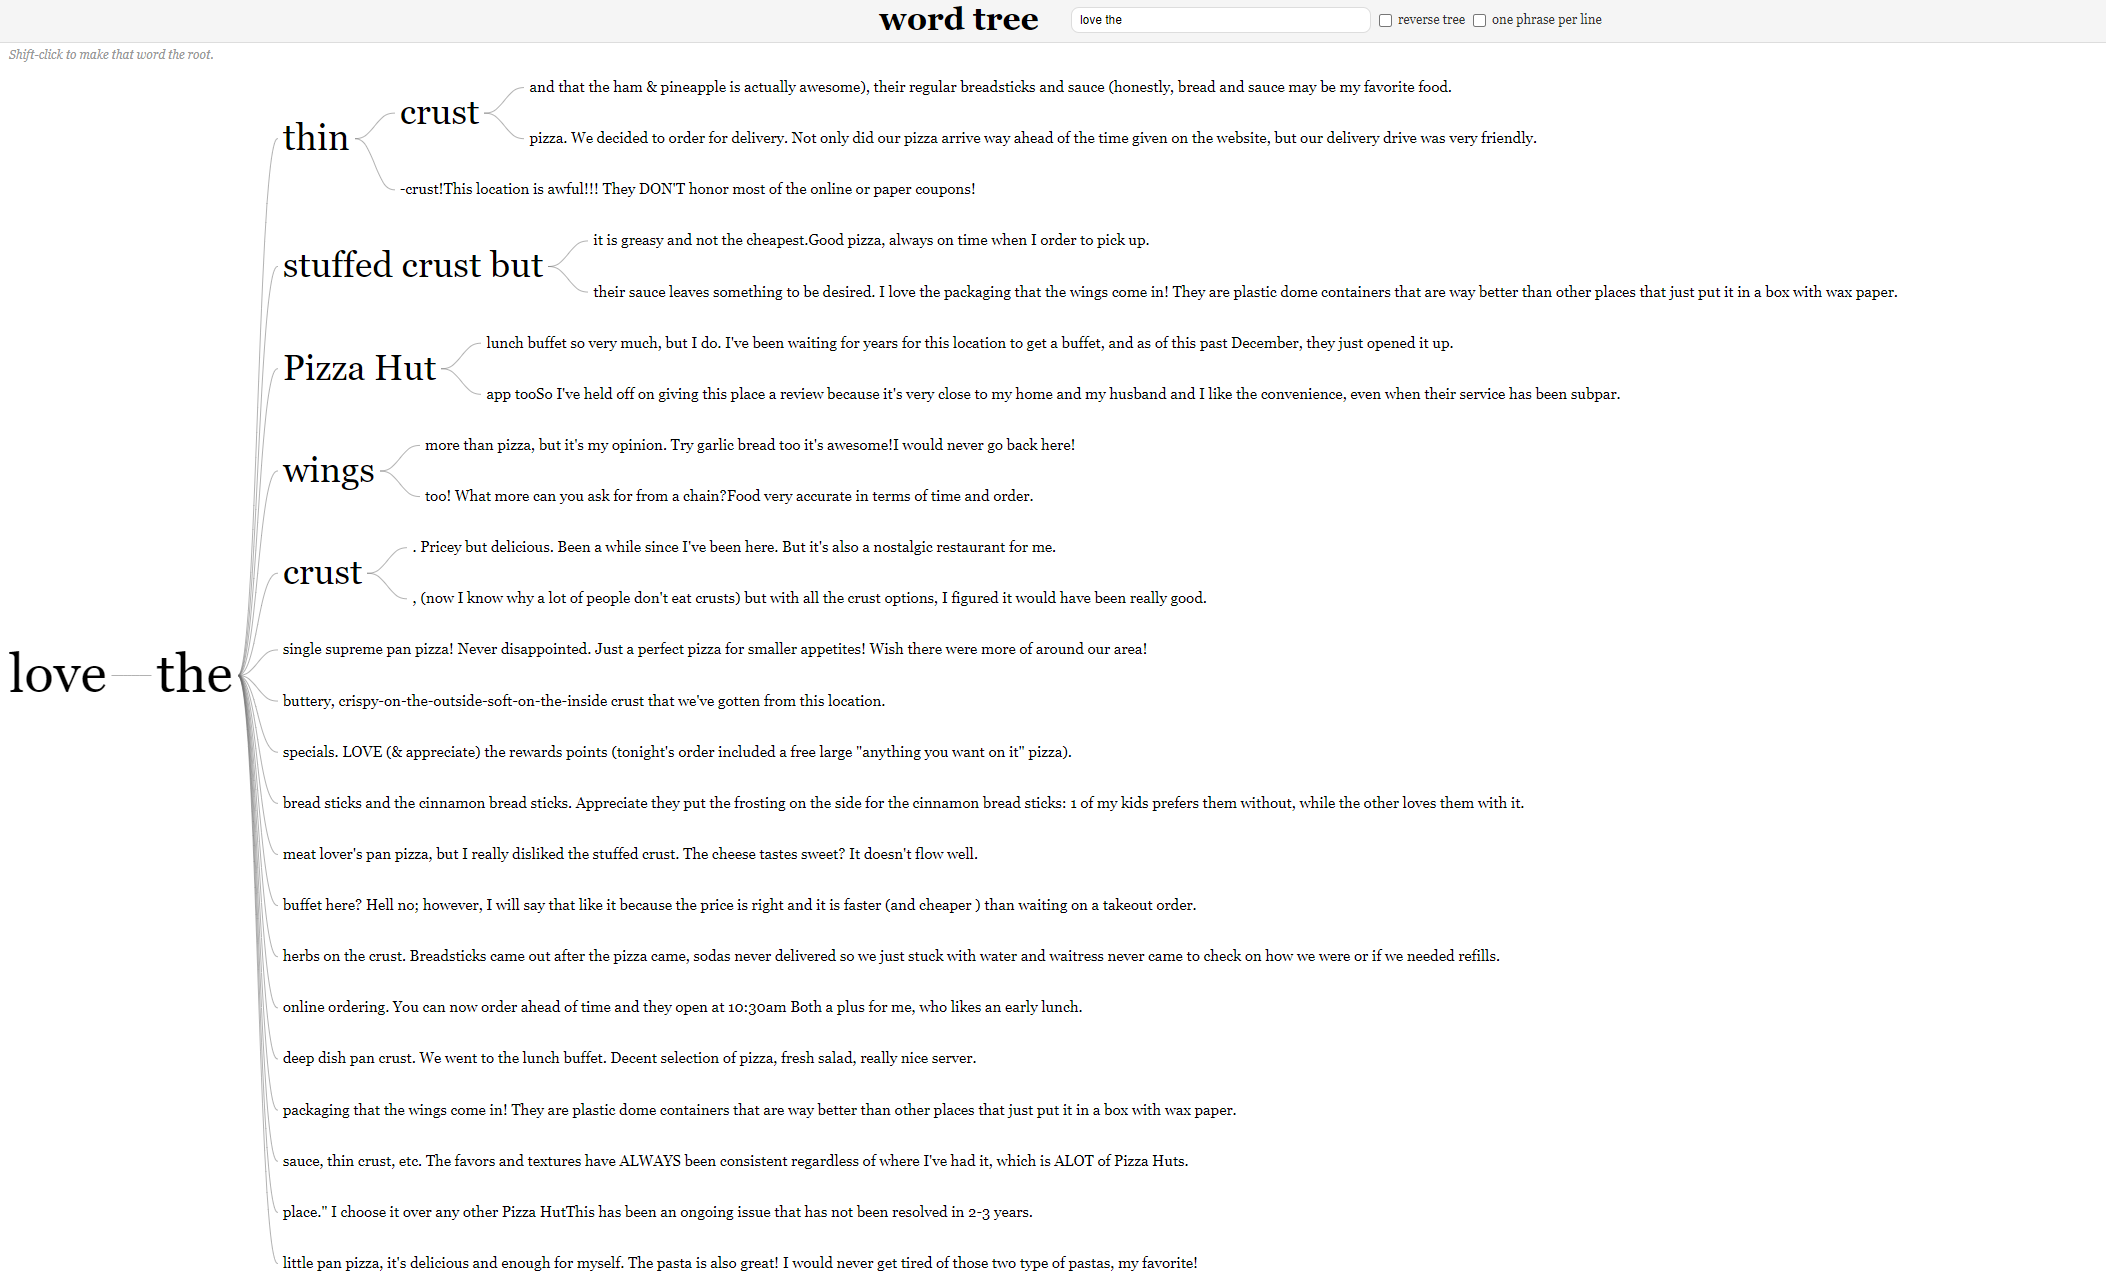 word tree
love the
reverse tree
one phrase per line
Shift-click to make that word the root.
love the
thin
crust
and that the ham & pineapple is actually awesome), their regular breadsticks and sauce (honestly, bread and sauce may be my favorite food.
pizza. We decided to order for delivery. Not only did our pizza arrive way ahead of the time given on the website, but our delivery drive was very friendly.
-crust!This location is awful!!! They DON'T honor most of the online or paper coupons!
stuffed crust but
it is greasy and not the cheapest.Good pizza, always on time when I order to pick up.
their sauce leaves something to be desired. I love the packaging that the wings come in! They are plastic dome containers that are way better than other places that just put it in a box with wax paper.
Pizza Hut
lunch buffet so very much, but I do. I've been waiting for years for this location to get a buffet, and as of this past December, they just opened it up.
app tooSo I've held off on giving this place a review because it's very close to my home and my husband and I like the convenience, even when their service has been subpar.
wings
more than pizza, but it's my opinion. Try garlic bread too it's awesome!I would never go back here!
too! What more can you ask for from a chain?Food very accurate in terms of time and order.
crust
. Pricey but delicious. Been a while since I've been here. But it's also a nostalgic restaurant for me.
, (now I know why a lot of people don't eat crusts) but with all the crust options, I figured it would have been really good.
single supreme pan pizza! Never disappointed. Just a perfect pizza for smaller appetites! Wish there were more of around our area!
buttery, crispy-on-the-outside-soft-on-the-inside crust that we've gotten from this location.
specials. LOVE (& appreciate) the rewards points (tonight's order included a free large "anything you want on it" pizza).
bread sticks and the cinnamon bread sticks. Appreciate they put the frosting on the side for the cinnamon bread sticks: 1 of my kids prefers them without, while the other loves them with it.
meat lover's pan pizza, but I really disliked the stuffed crust. The cheese tastes sweet? It doesn't flow well.
buffet here? Hell no; however, I will say that like it because the price is right and it is faster (and cheaper ) than waiting on a takeout order.
herbs on the crust. Breadsticks came out after the pizza came, sodas never delivered so we just stuck with water and waitress never came to check on how we were or if we needed refills.
online ordering. You can now order ahead of time and they open at 10:30am Both a plus for me, who likes an early lunch.
deep dish pan crust. We went to the lunch buffet. Decent selection of pizza, fresh salad, really nice server.
packaging that the wings come in! They are plastic dome containers that are way better than other places that just put it in a box with wax paper.
sauce, thin crust, etc. The favors and textures have ALWAYS been consistent regardless of where I've had it, which is ALOT of Pizza Huts.
place." I choose it over any other Pizza HutThis has been an ongoing issue that has not been resolved in 2-3 years.
little pan pizza, it's delicious and enough for myself. The pasta is also great! I would never get tired of those two type of pastas, my favorite!